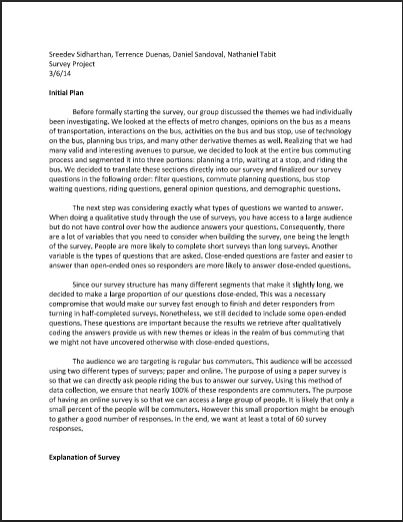 Sreedev Sidharthan, Terrence Duenas, Daniel Sandoval, Nathaniel Tabit
Survey Project
3/6/14
Initial Plan
Before formally starting the survey, our group discussed the themes we had individually
been investigating. We looked at the effects of metro changes, opinions on the bus as a means
of transportation, interactions on the bus, activities on the bus and bus stop, use of technology
on the bus, planning bus trips, and many other derivative themes as well. Realizing that we had
many valid and interesting avenues to pursue, we decided to look at the entire bus commuting
process and segmented it into three portions: planning a trip, waiting at a stop, and riding the
bus. We decided to translate these sections directly into our survey and finalized our survey
questions in the following order: filter questions, commute planning questions, bus stop
waiting questions, riding questions, general opinion questions, and demographic questions.
The next step was considering exactly what types of questions we wanted to answer.
When doing a qualitative study through the use of surveys, you have access to a large audience
but do not have control over how the audience answers your questions. Consequently, there
are a lot of variables that you need to consider when building the survey, one being the length
of the survey. People are more likely to complete short surveys than long surveys. Another
variable is the types of questions that are asked. Close-ended questions are faster and easier to
answer than open-ended ones so responders are more likely to answer close-ended questions.
Since our survey structure has many different segments that make it slightly long, we
decided to make a large proportion of our questions close-ended. This was a necessary
compromise that would make our survey fast enough to finish and deter responders from
turning in half-completed surveys. Nonetheless, we still decided to include some open-ended
questions. These questions are important because the results we retrieve after qualitatively
coding the answers provide us with new themes or ideas in the realm of bus commuting that
we might not have uncovered otherwise with close-ended questions.
The audience we are targeting is regular bus commuters. This audience will be accessed
using two different types of surveys; paper and online. The purpose of using a paper survey is
so that we can directly ask people riding the bus to answer our survey. Using this method of
data collection, we ensure that nearly 100% of these respondents are commuters. The purpose
of having an online survey is so that we can access a large group of people. It is likely that only a
small percent of the people will be commuters. However this small proportion might be enough
to gather a good number of responses. In the end, we want at least a total of 60 survey
responses.
Explanation of Survey